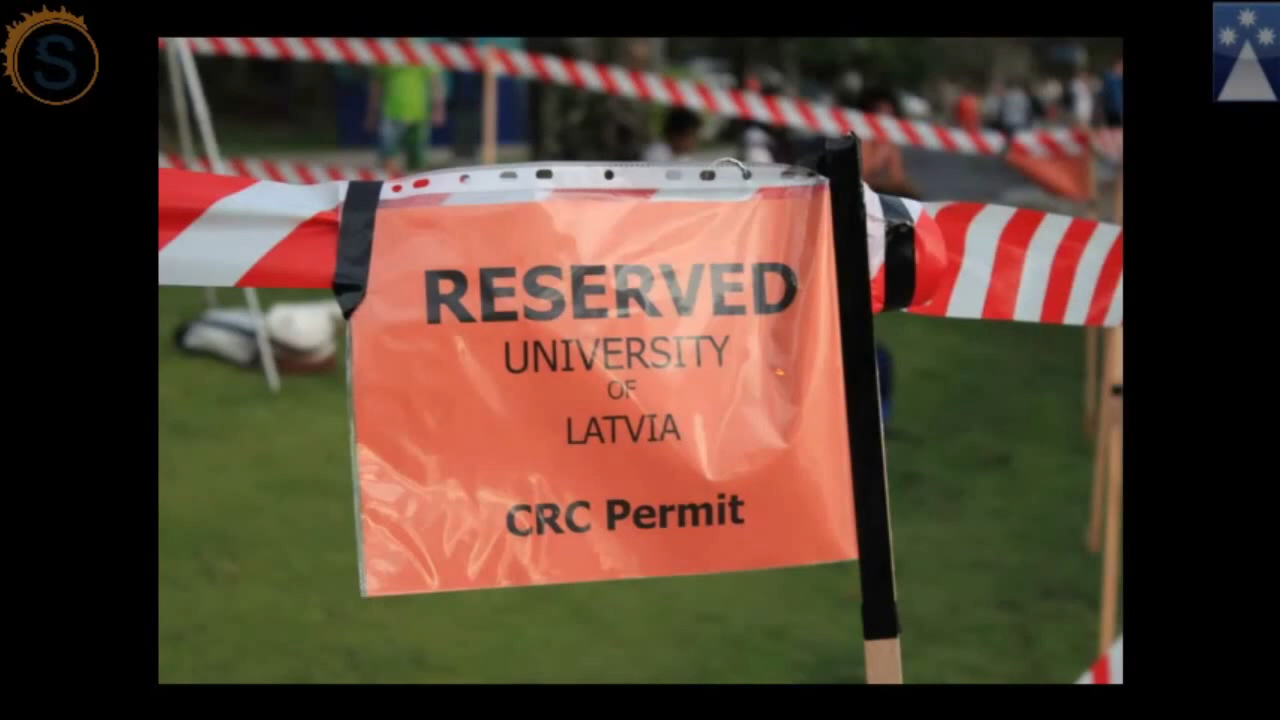 S
RESERVED
UNIVERSITY
OF
LATVIA
CRC Permit